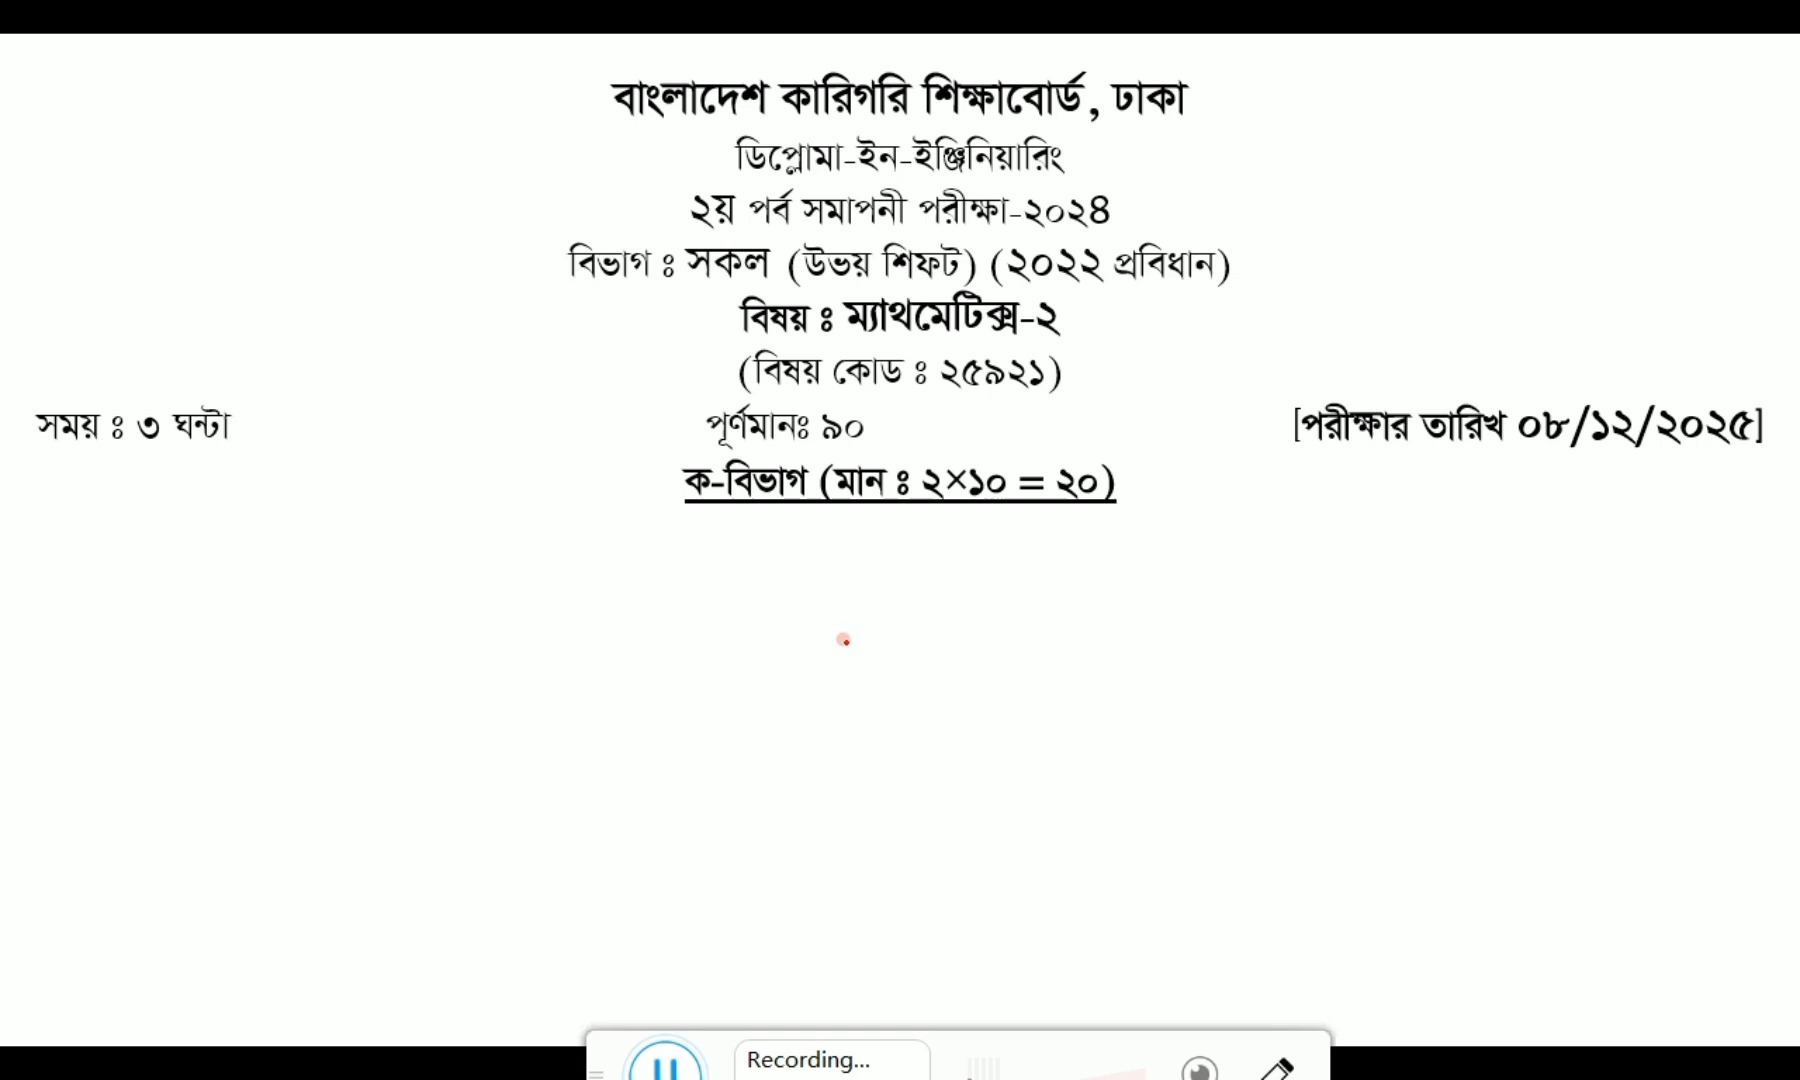 বাংলাদেশ কারিগরি শিক্ষাবোর্ড, ঢাকা
ডিপ্লোমা-ইন-ইঞ্জিনিয়ারিং
২য় পর্ব সমাপনী পরীক্ষা-২০২৪
বিভাগ ঃ সকল (উভয় শিফট) (২০২২ প্রবিধান)
বিষয় ঃ ম্যাথমেটিক্স-২
(বিষয় কোড ঃ ২৫৯২১)
সময় ঃ ৩ ঘন্টা পূর্ণমানঃ ৯০ [পরীক্ষার তারিখ ০৮/১২/২০২৫]
ক-বিভাগ (মান ঃ ২×১০ = ২০)
Recording...